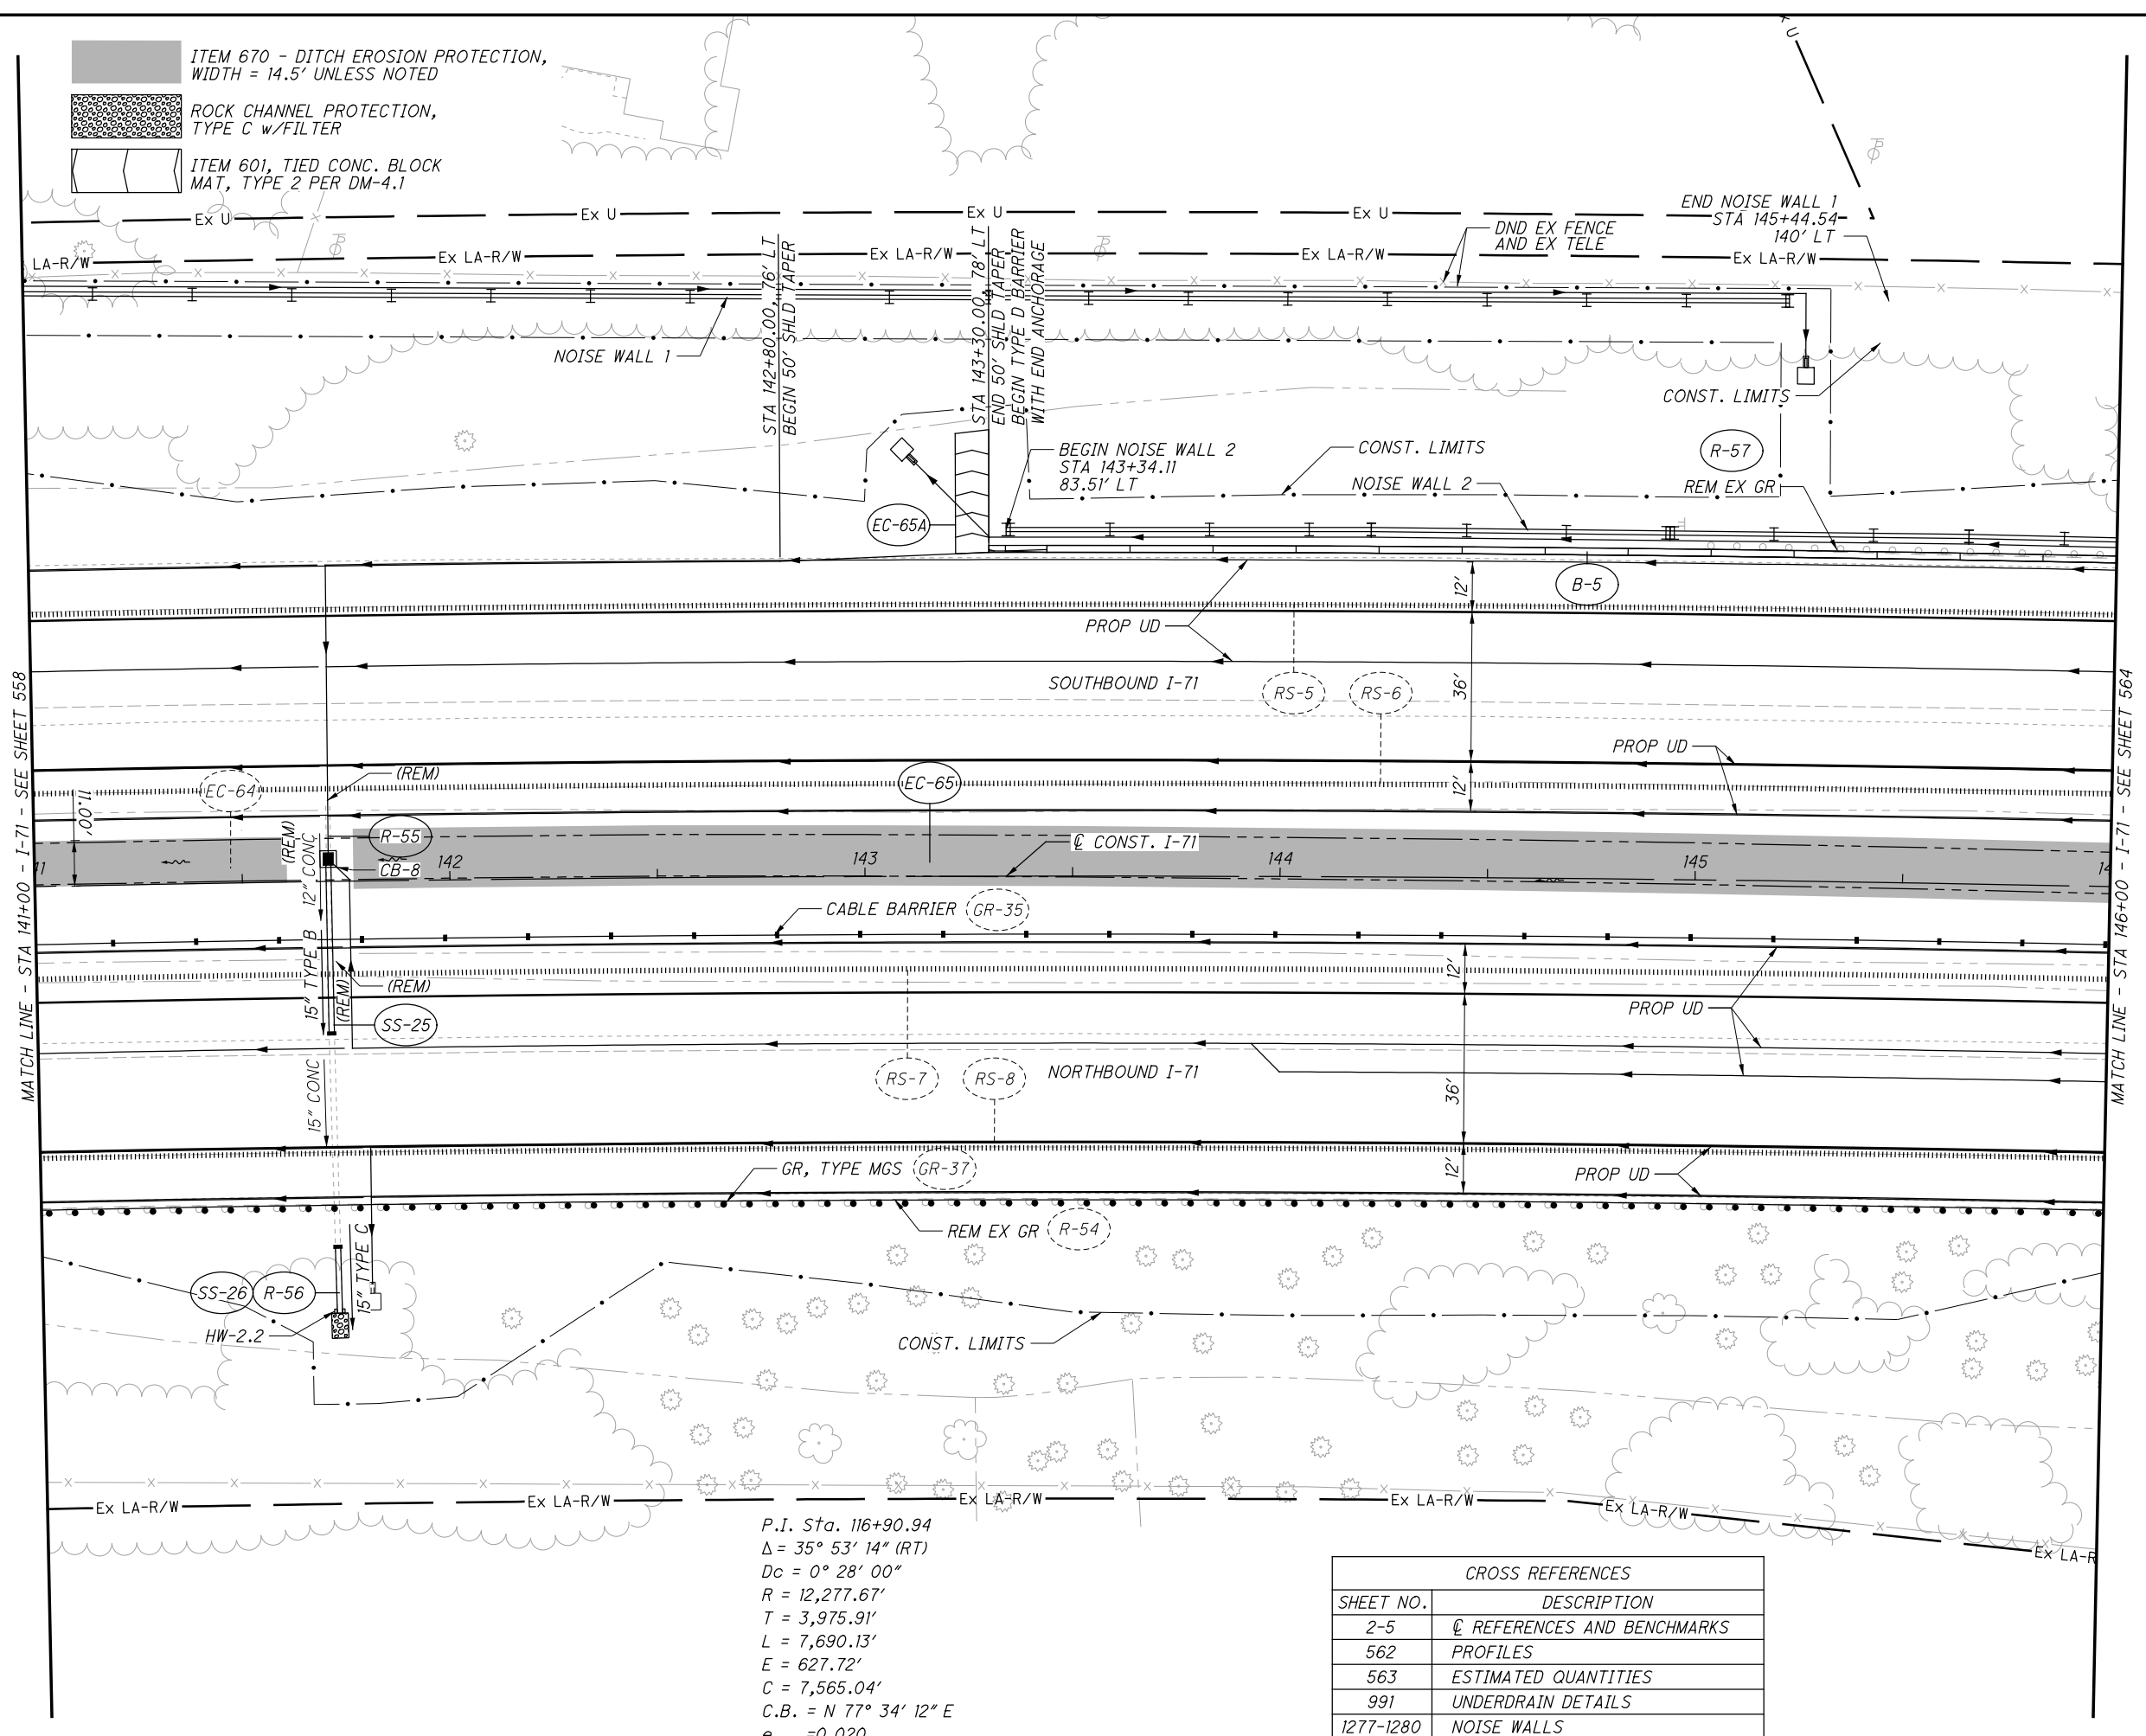 ITEM 670 - DITCH EROSION PROTECTION,
WIDTH = 14.5' UNLESS NOTED
ROCK CHANNEL PROTECTION,
TYPE C w/FILTER
ITEM 601, TIED CONC. BLOCK
MAT, TYPE 2 PER DM-4.1
Ex U
Ex U
Ex U
Ex U
END NOISE WALL 1
STA 145+44.54
140' LT
DND EX FENCE
AND EX TELE
LA-R/W
Ex LA-R/W
Ex LA-R/W
Ex LA-R/W
Ex LA-R/W
STA 142+80.00, 76' LT
BEGIN 50' SHLD TAPER
STA 143+30.00, 78' LT
END 50' SHLD TAPER
BEGIN TYPE D BARRIER
WITH END ANCHORAGE
NOISE WALL 1
CONST. LIMITS
BEGIN NOISE WALL 2
STA 143+34.11
83.51' LT
CONST. LIMITS
R-57
NOISE WALL 2
REM EX GR
EC-65A
B-5
12'
PROP UD
36'
SOUTHBOUND I-71
RS-5
RS-6
PROP UD
12'
MATCH LINE - STA 141+00 - I-71 - SEE SHEET 558
MATCH LINE - STA 146+00 - I-71 - SEE SHEET 564
(REM)
EC-64
EC-65
11.00'
(REM)
12" CONC
R-55
CB-8
41
142
143
℄ CONST. I-71
144
145
14
CABLE BARRIER
GR-35
15" TYPE B
(REM)
(REM)
SS-25
12'
PROP UD
36'
15" CONC
RS-7
RS-8
NORTHBOUND I-71
GR, TYPE MGS
GR-37
12'
PROP UD
REM EX GR
R-54
15" TYPE C
SS-26
R-56
HW-2.2
CONST. LIMITS
Ex LA-R/W
Ex LA-R/W
Ex LA-R/W
Ex LA-R/W
Ex LA-R/W
Ex LA-R
P.I. Sta. 116+90.94
Δ = 35° 53' 14" (RT)
Dc = 0° 28' 00"
R = 12,277.67'
T = 3,975.91'
L = 7,690.13'
E = 627.72'
C = 7,565.04'
C.B. = N 77° 34' 12" E
CROSS REFERENCES
SHEET NO. DESCRIPTION
2-5 ℄ REFERENCES AND BENCHMARKS
562 PROFILES
563 ESTIMATED QUANTITIES
991 UNDERDRAIN DETAILS
1277-1280 NOISE WALLS